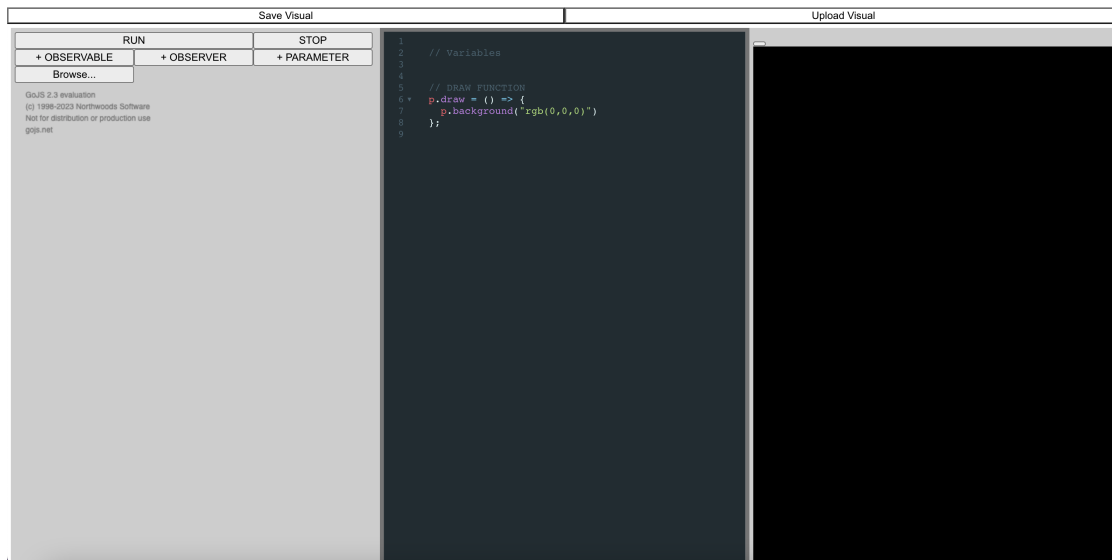 Save Visual
Upload Visual
RUN
STOP
+ OBSERVABLE
+ OBSERVER
+ PARAMETER
Browse...
GoJS 2.3 evaluation
(c) 1998-2023 Northwoods Software
Not for distribution or production use
gojs.net
1
2 // Variables
3
4
5 // DRAW FUNCTION
6 p.draw = () => {
7 p.background("rgb(0,0,0)")
8 };
9